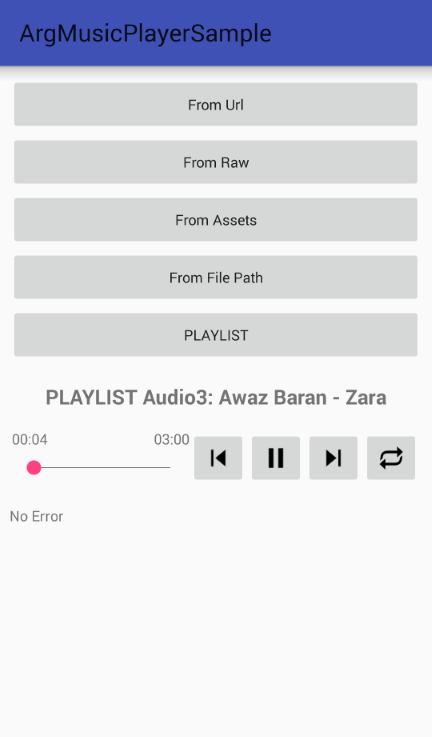 ArgMusicPlayerSample
From Url
From Raw
From Assets
From File Path
PLAYLIST
PLAYLIST Audio3: Awaz Baran - Zara
00:04 03:00
No Error